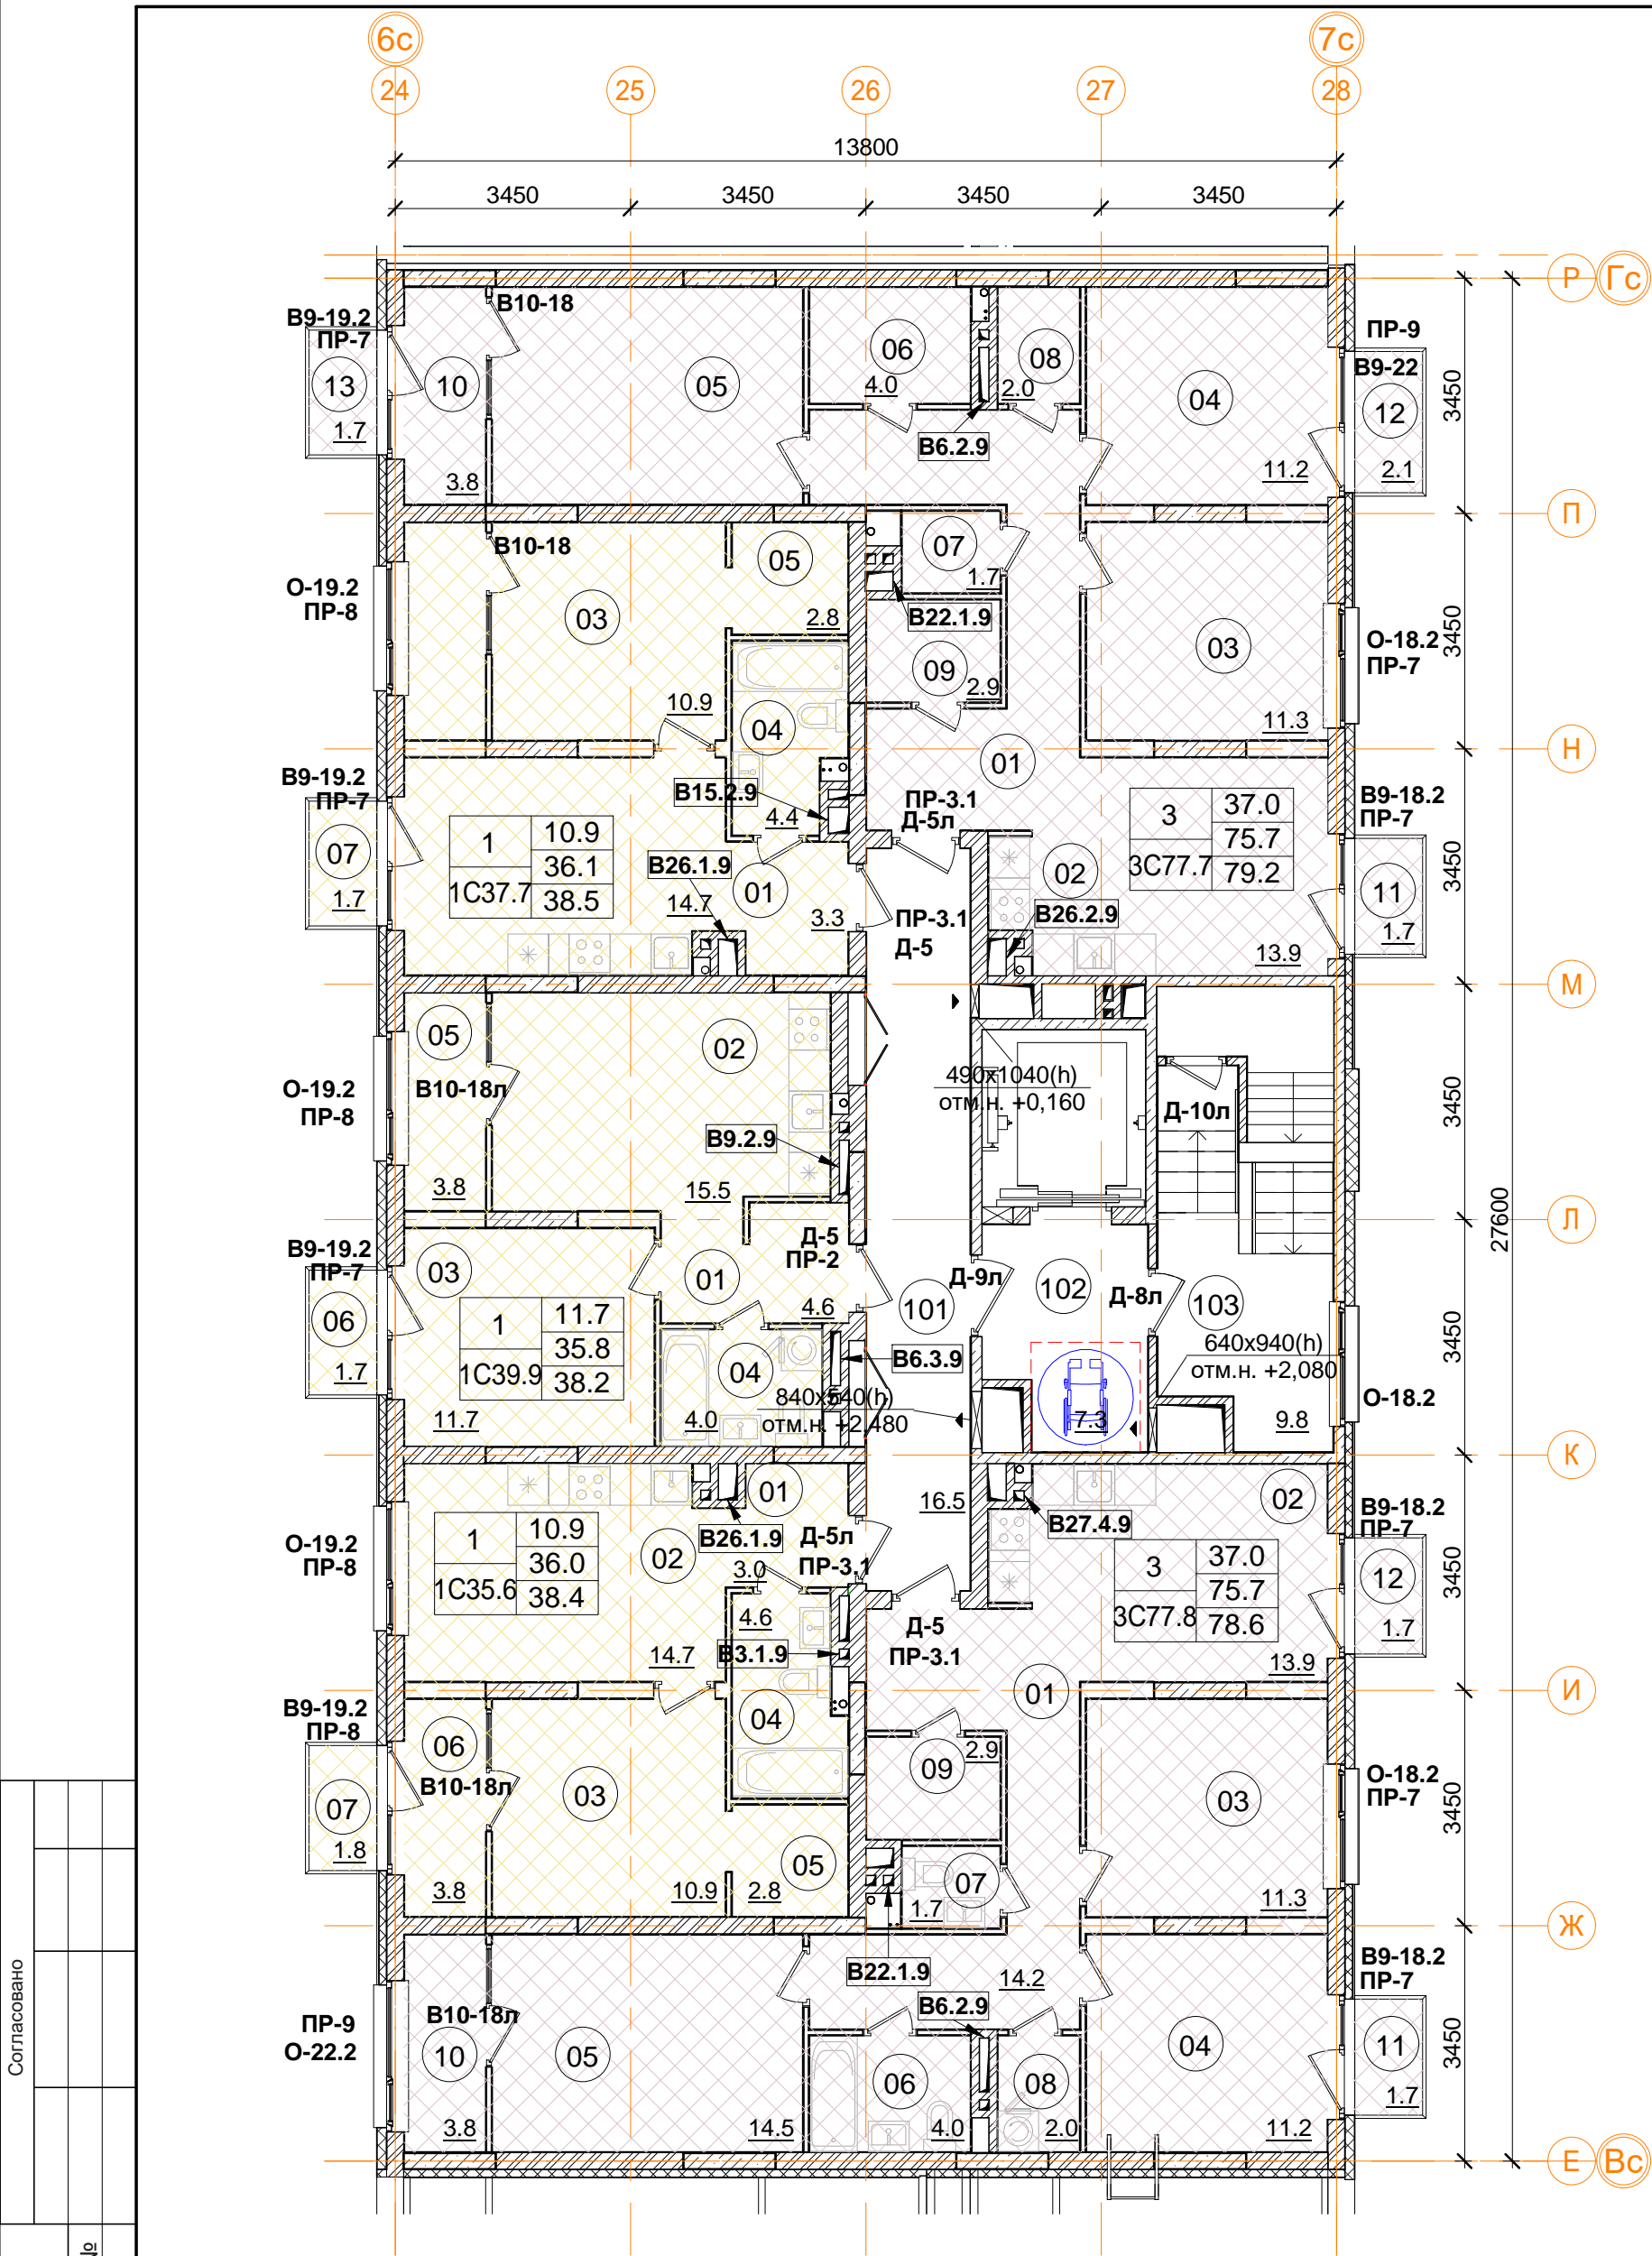 6с
7с
24
25
26
27
28
13800
3450
3450
3450
3450
Р
Гс
В9-19.2
ПР-7
13
1.7
В10-18
10
3.8
05
06
4.0
08
2.0
В6.2.9
04
11.2
ПР-9
В9-22
12
2.1
3450
П
О-19.2
ПР-8
В10-18
03
10.9
05
2.8
04
4.4
07
1.7
В22.1.9
09
2.9
03
11.3
О-18.2
ПР-7
3450
Н
В9-19.2
ПР-7
07
1.7
1
10.9
36.1
1С37.7
38.5
В15.2.9
В26.1.9
14.7
01
3.3
01
ПР-3.1
Д-5л
ПР-3.1
Д-5
02
В26.2.9
3
37.0
75.7
3С77.7
79.2
13.9
В9-18.2
ПР-7
11
1.7
3450
М
О-19.2
ПР-8
05
В10-18л
3.8
02
В9.2.9
15.5
490х1040(h)
отм.н. +0,160
Д-10л
3450
27600
Л
В9-19.2
ПР-7
06
1.7
03
1
11.7
35.8
1С39.9
38.2
11.7
01
Д-5
ПР-2
4.6
04
4.0
В6.3.9
840х540(h)
отм.н. +2,480
101
Д-9л
102
Д-8л
103
640х940(h)
отм.н. +2,080
7.3
9.8
О-18.2
3450
К
О-19.2
ПР-8
1
10.9
36.0
1С35.6
38.4
02
14.7
01
В26.1.9
Д-5л
ПР-3.1
3.0
4.6
В3.1.9
16.5
В27.4.9
02
3
37.0
75.7
3С77.8
78.6
13.9
Д-5
ПР-3.1
В9-18.2
ПР-7
12
1.7
3450
И
В9-19.2
ПР-8
07
1.8
06
В10-18л
3.8
03
10.9
04
05
2.8
01
09
2.9
07
1.7
03
11.3
О-18.2
ПР-7
3450
Ж
ПР-9
О-22.2
В10-18л
10
3.8
05
14.5
В22.1.9
14.2
В6.2.9
06
4.0
08
2.0
04
11.2
В9-18.2
ПР-7
11
1.7
3450
Е
Вс
Согласовано
№